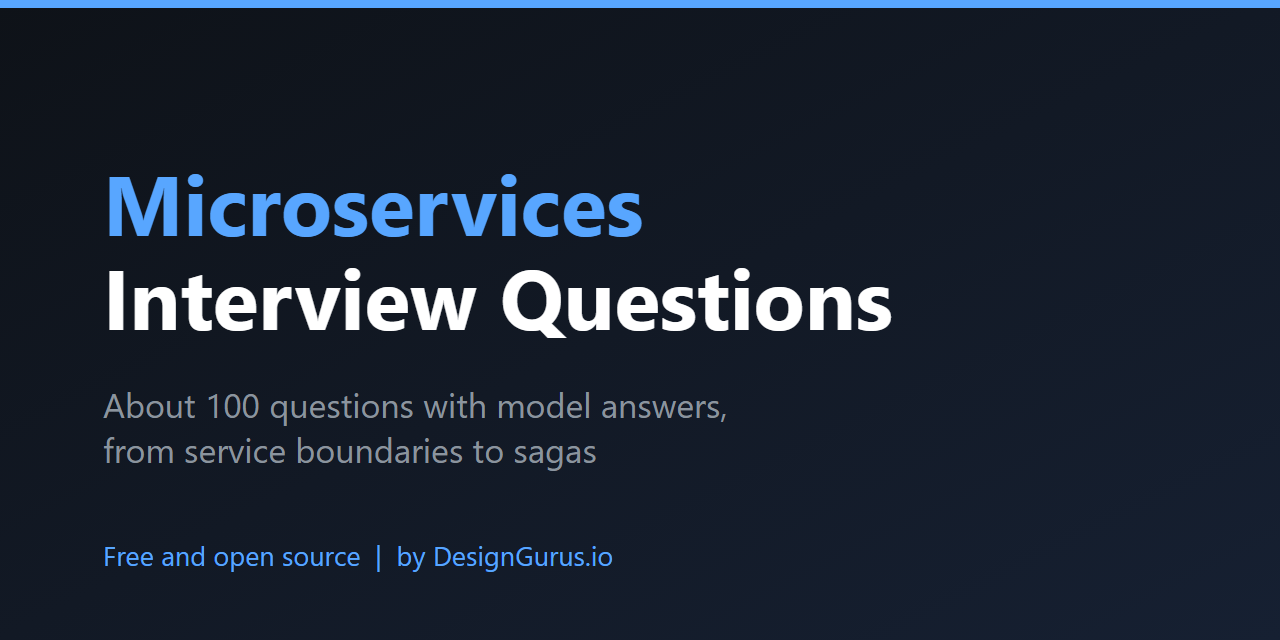 Microservices
Interview Questions
About 100 questions with model answers,
from service boundaries to sagas
Free and open source | by DesignGurus.io